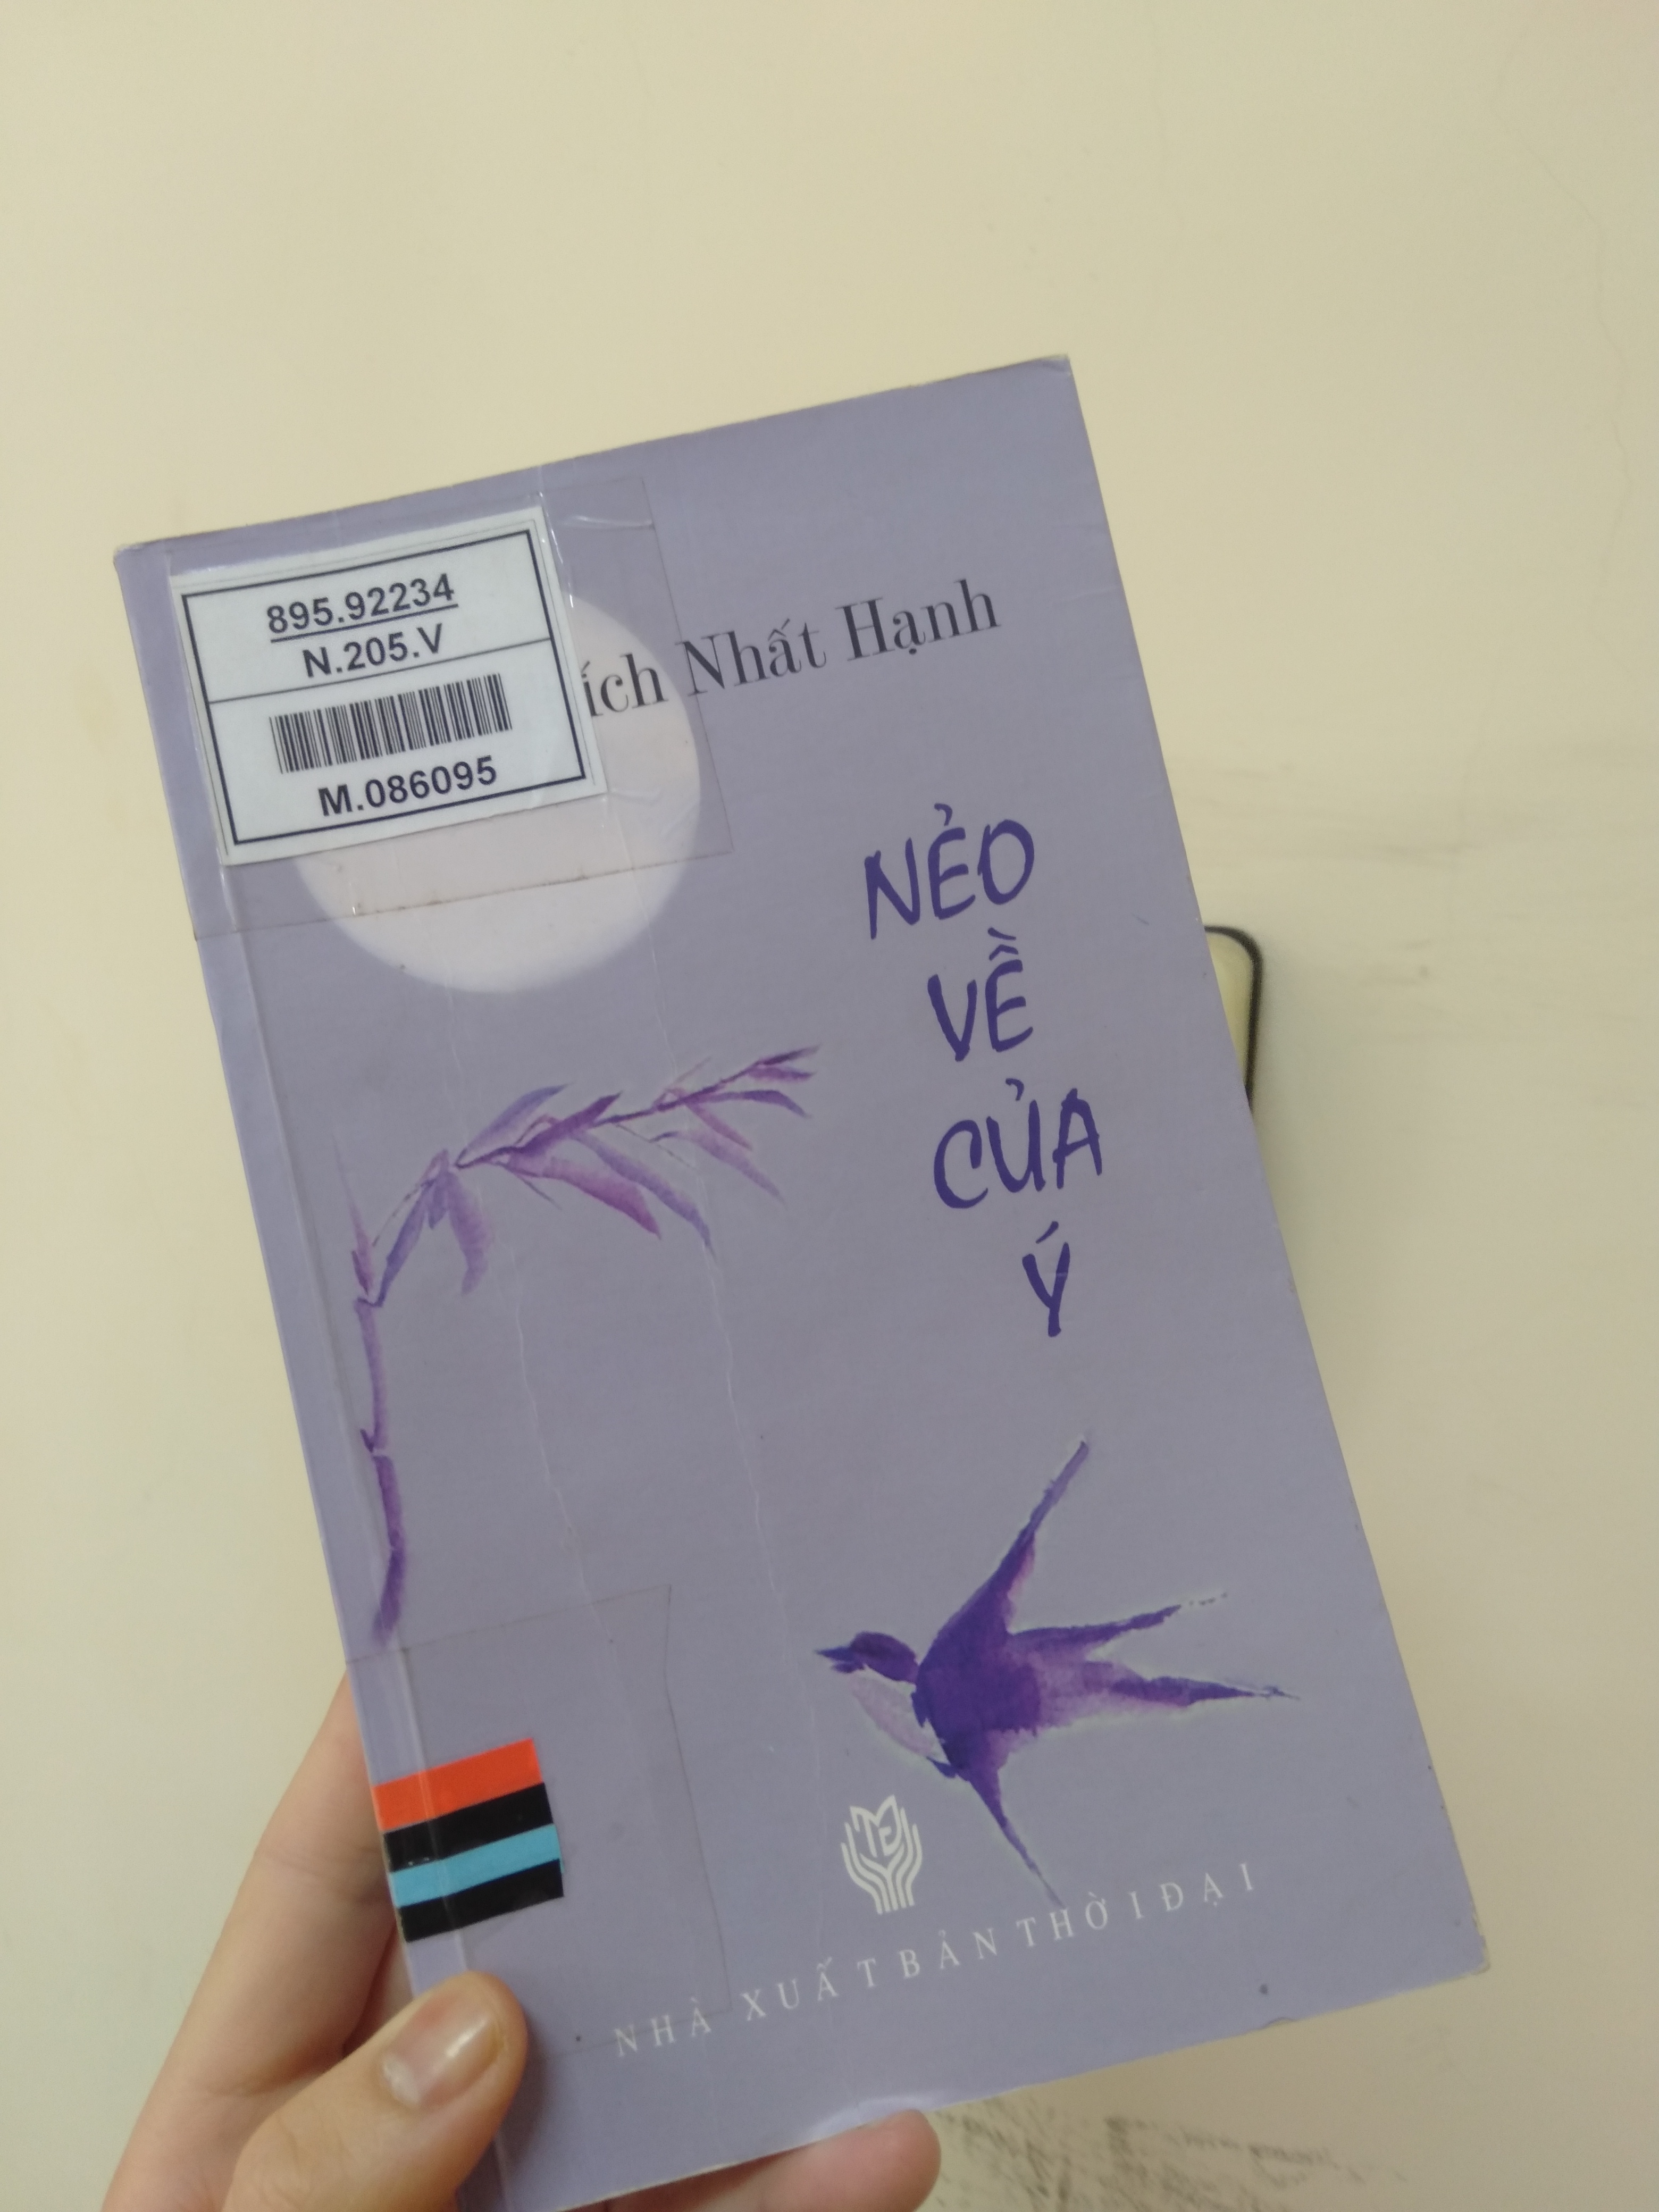 895.92234
N.205.V
M.086095
ích Nhất Hạnh
NẺO
VỀ
CỦA
Ý
NHÀ XUẤT BẢN THỜI ĐẠI